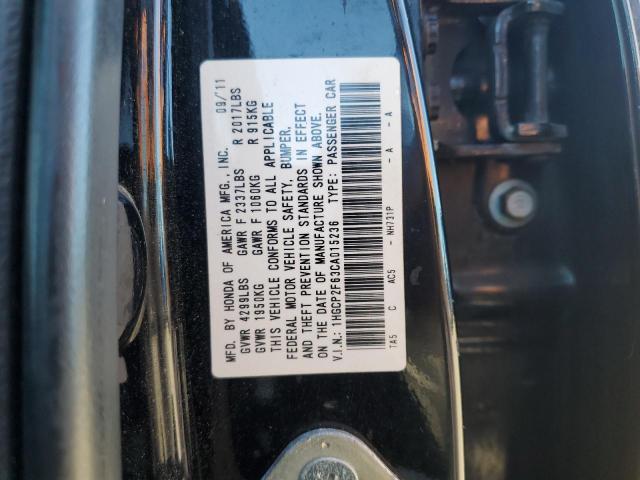 MFD. BY HONDA OF AMERICA MFG., INC. 09/11
GVWR 4299LBS GAWR F 2337LBS R 2017LBS
GVWR 1950KG GAWR F 1060KG R 915KG
THIS VEHICLE CONFORMS TO ALL APPLICABLE
FEDERAL MOTOR VEHICLE SAFETY, BUMPER,
AND THEFT PREVENTION STANDARDS IN EFFECT
ON THE DATE OF MANUFACTURE SHOWN ABOVE.
V.I.N.: 1HGCP2F83CA015236 TYPE: PASSENGER CAR
TA5 C AC5 - NH731P - A - A